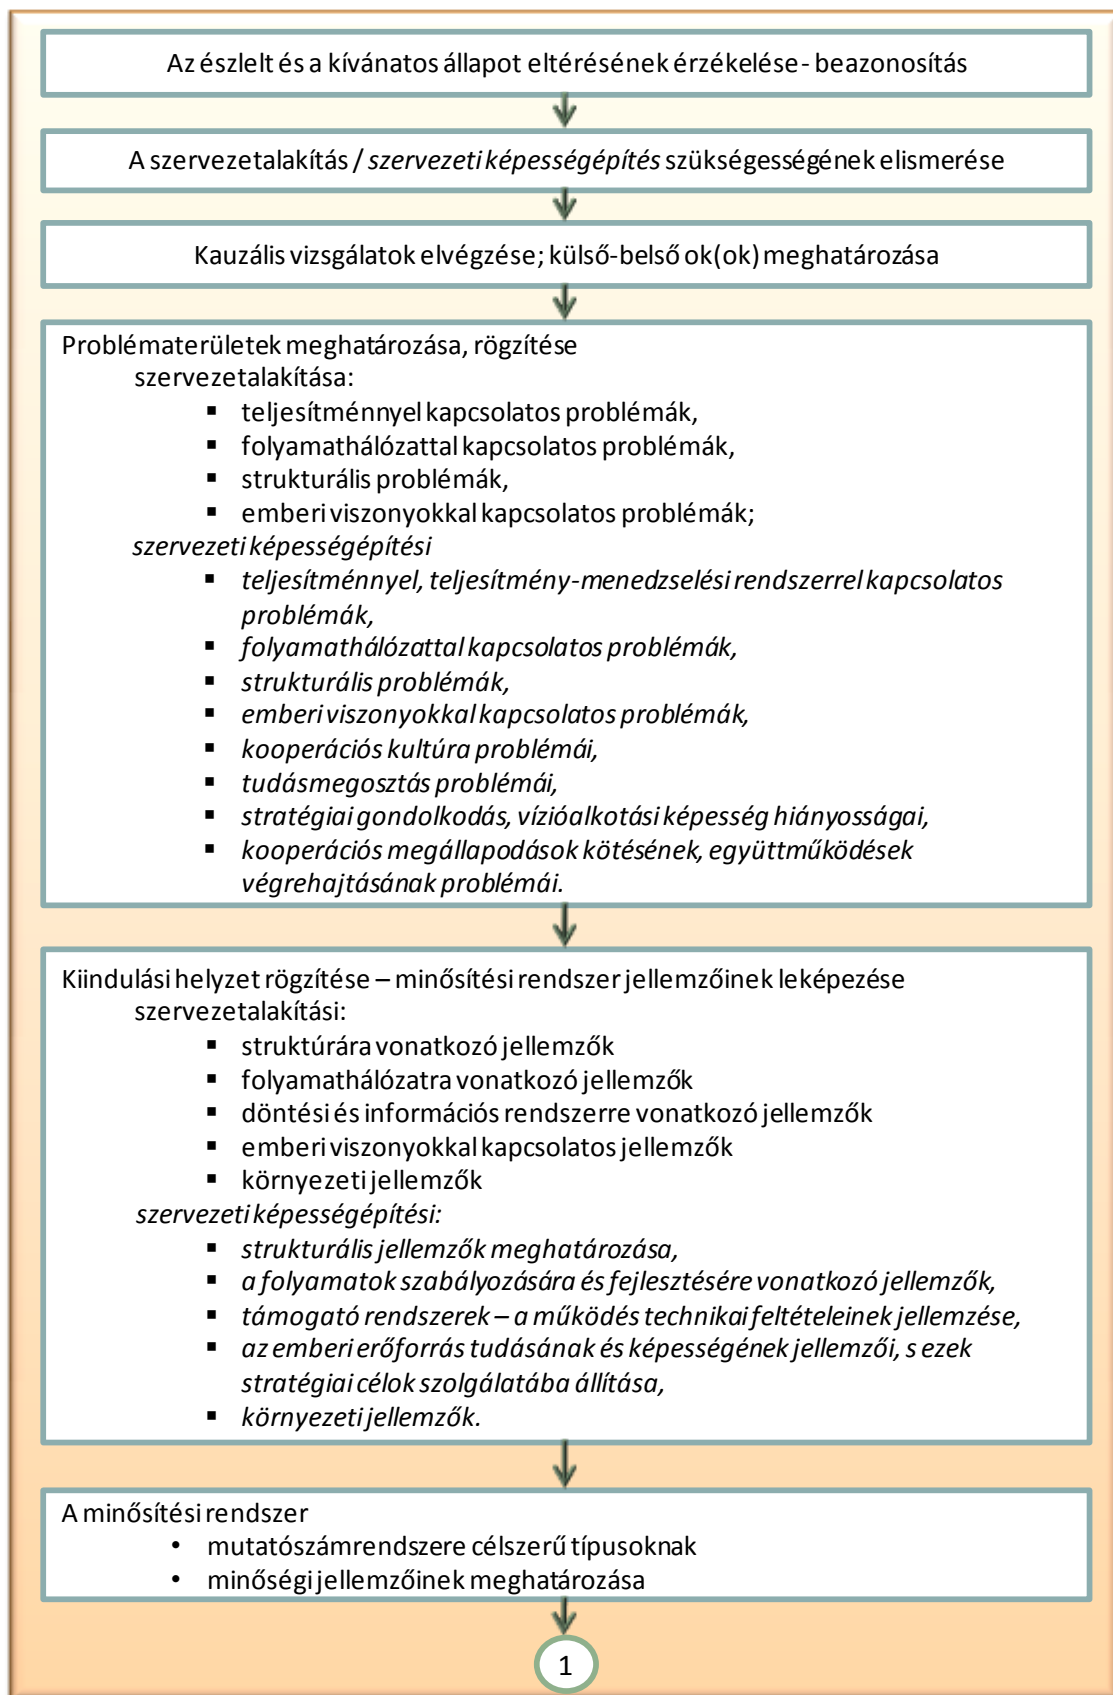 Az észlelt és a kívánatos állapot eltérésének érzékelése - beazonosítás
A szervezetalakítás / szervezeti képességépítés szükségességének elismerése
Kauzális vizsgálatok elvégzése; külső-belső ok(ok) meghatározása
Problématerületek meghatározása, rögzítése
szervezetalakítása:
▪ teljesítménnyel kapcsolatos problémák,
▪ folyamathálózattal kapcsolatos problémák,
▪ strukturális problémák,
▪ emberi viszonyokkal kapcsolatos problémák;
szervezeti képességépítési
▪ teljesítménnyel, teljesítmény-menedzselési rendszerrel kapcsolatos
problémák,
▪ folyamathálózattal kapcsolatos problémák,
▪ strukturális problémák,
▪ emberi viszonyokkal kapcsolatos problémák,
▪ kooperációs kultúra problémái,
▪ tudásmegosztás problémái,
▪ stratégiai gondolkodás, vízióalkotási képesség hiányosságai,
▪ kooperációs megállapodások kötésének, együttműködések
végrehajtásának problémái.
Kiindulási helyzet rögzítése – minősítési rendszer jellemzőinek leképezése
szervezetalakítási:
▪ struktúrára vonatkozó jellemzők
▪ folyamathálózatra vonatkozó jellemzők
▪ döntési és információs rendszerre vonatkozó jellemzők
▪ emberi viszonyokkal kapcsolatos jellemzők
▪ környezeti jellemzők
szervezeti képességépítési:
▪ strukturális jellemzők meghatározása,
▪ a folyamatok szabályozására és fejlesztésére vonatkozó jellemzők,
▪ támogató rendszerek – a működés technikai feltételeinek jellemzése,
▪ az emberi erőforrás tudásának és képességének jellemzői, s ezek
stratégiai célok szolgálatába állítása,
▪ környezeti jellemzők.
A minősítési rendszer
• mutatószámrendszere célszerű típusoknak
• minőségi jellemzőinek meghatározása
1